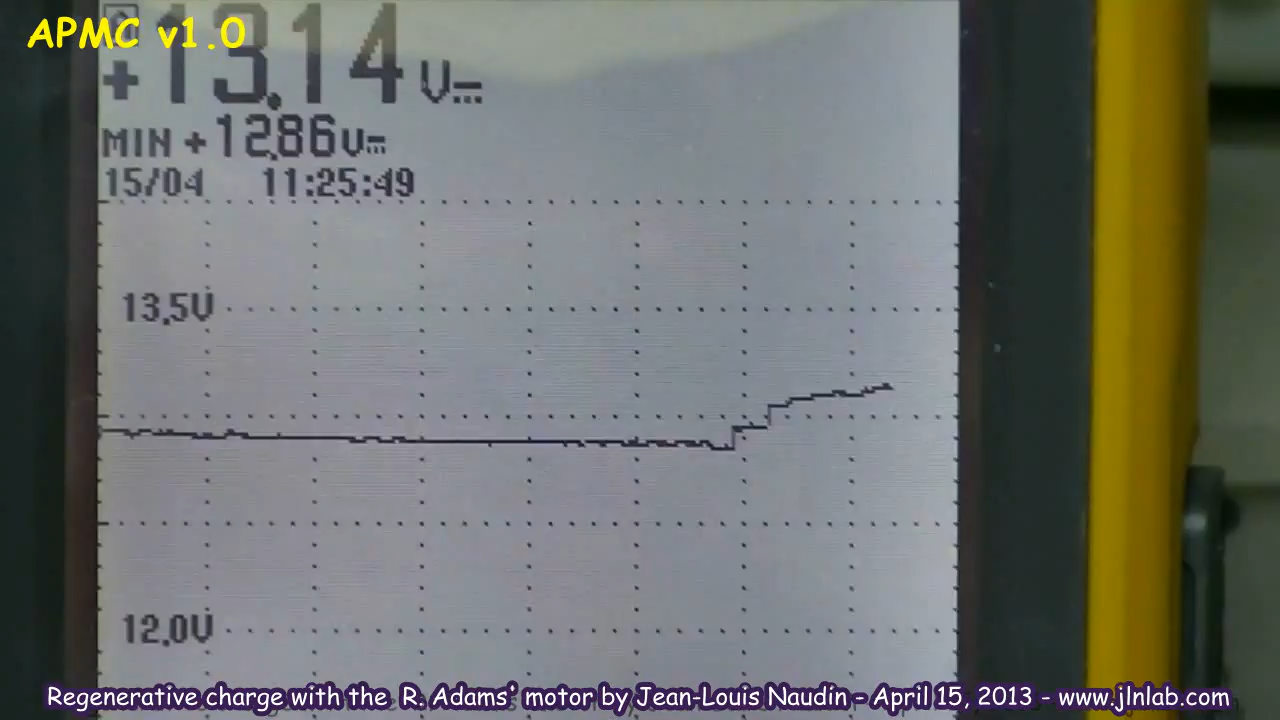 APMC v1.0
+13.14 V
MIN +12.86V
15/04 11:25:49
13.5V
12.0V
Regenerative charge with the R. Adams' motor by Jean-Louis Naudin - April 15, 2013 - www.jlnlab.com